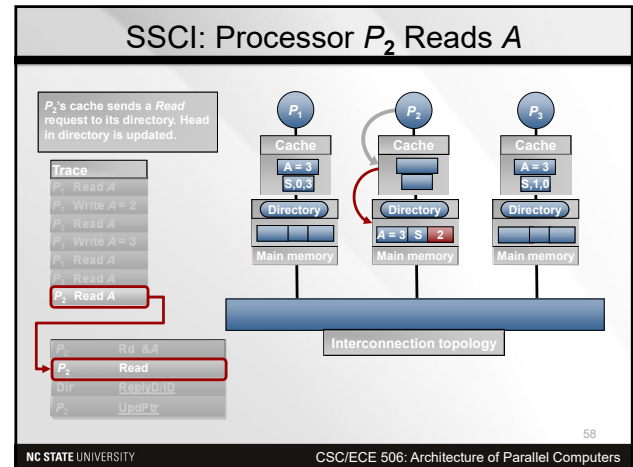 SSCI: Processor P2 Reads A
P2's cache sends a Read
request to its directory. Head
in directory is updated.
Trace
P1 Read A
P1 Write A = 2
P1 Read A
P1 Write A = 3
P1 Read A
P3 Read A
P2 Read A
P2 Rd &A
P2 Read
Dir ReplyD/ID
P2 UpdPtr
P1
P2
P3
Cache
Cache
Cache
A = 3
A = 3
S,0,3
S,1,0
Directory
Directory
Directory
A = 3 S 2
Main memory
Main memory
Main memory
Interconnection topology
58
NC STATE UNIVERSITY
CSC/ECE 506: Architecture of Parallel Computers